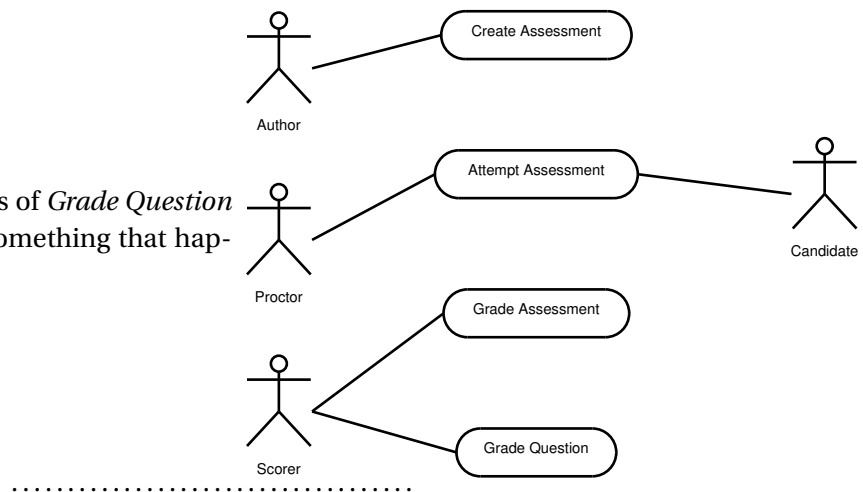 Create Assessment
Author
Attempt Assessment
s of Grade Question
omething that hap-
Candidate
Proctor
Grade Assessment
Grade Question
Scorer
....................................